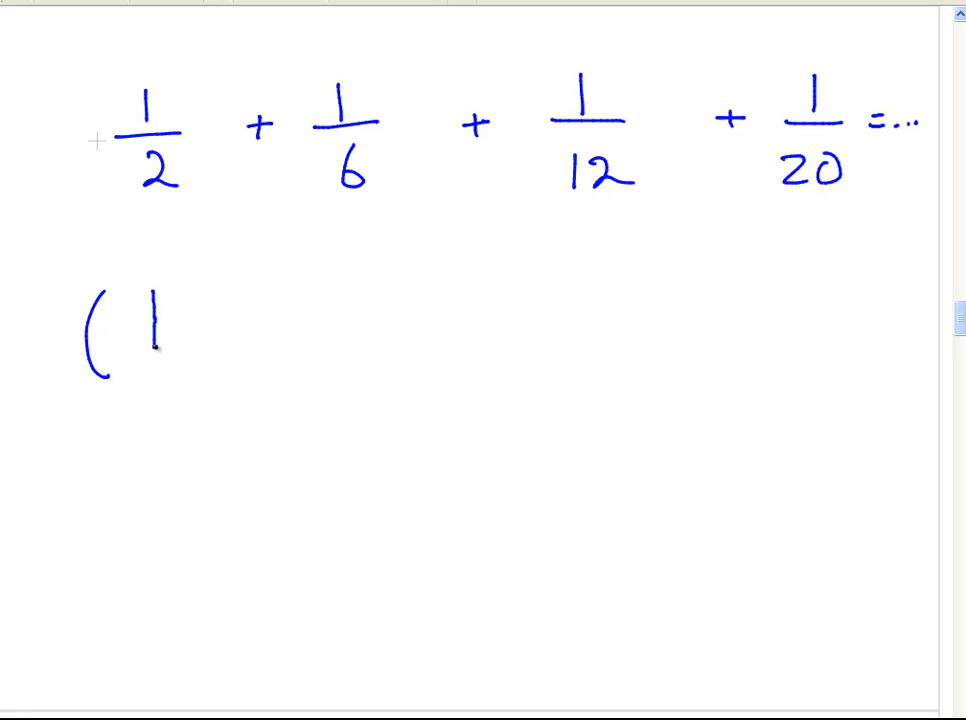 1/2 + 1/6 + 1/12 + 1/20 =...
( 1